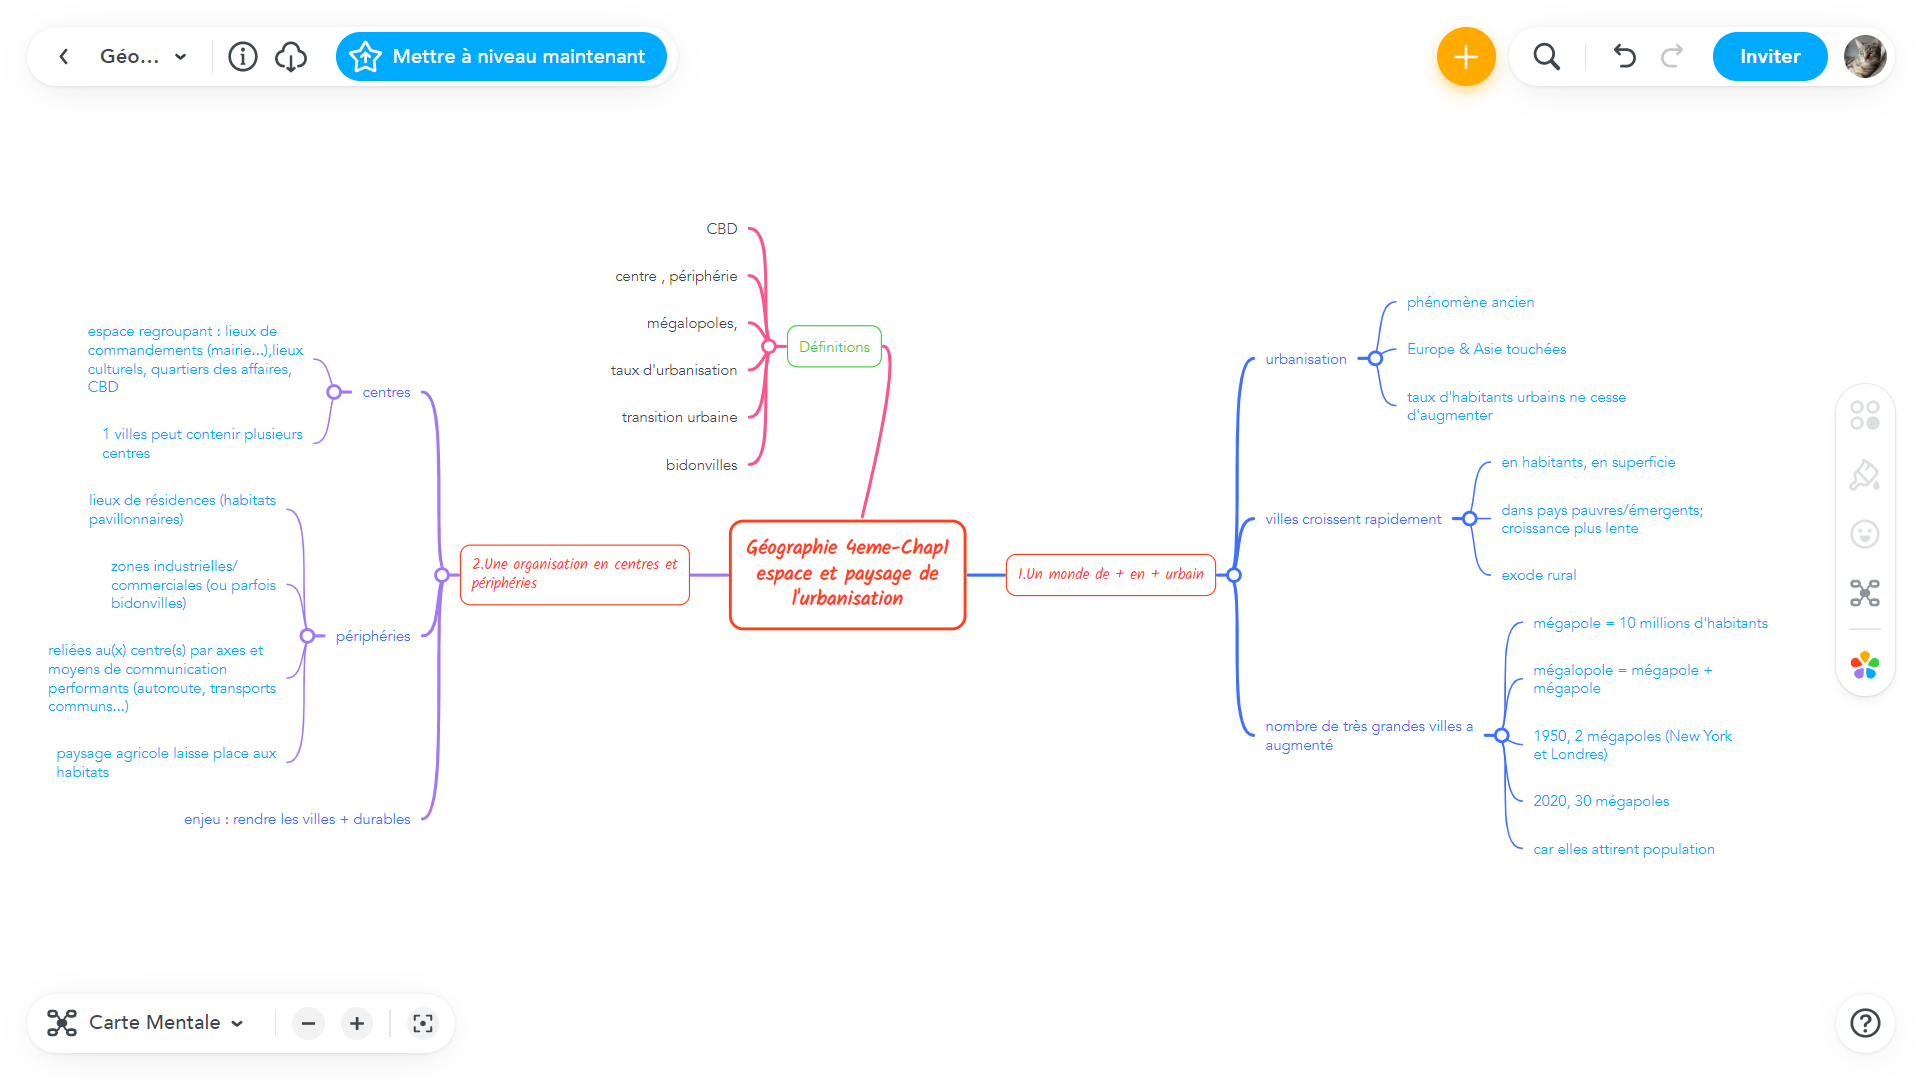 Géo...
Mettre à niveau maintenant
Inviter
CBD
centre , périphérie
mégalopoles,
taux d'urbanisation
transition urbaine
bidonvilles
Définitions
espace regroupant : lieux de
commandements (mairie...),lieux
culturels, quartiers des affaires,
CBD
1 villes peut contenir plusieurs
centres
centres
lieux de résidences (habitats
pavillonnaires)
zones industrielles/
commerciales (ou parfois
bidonvilles)
reliées au(x) centre(s) par axes et
moyens de communication
performants (autoroute, transports
communs...)
paysage agricole laisse place aux
habitats
périphéries
enjeu : rendre les villes + durables
2.Une organisation en centres et
périphéries
Géographie 4eme-Chap1
espace et paysage de
l'urbanisation
1.Un monde de + en + urbain
urbanisation
phénomène ancien
Europe & Asie touchées
taux d'habitants urbains ne cesse
d'augmenter
villes croissent rapidement
en habitants, en superficie
dans pays pauvres/émergents;
croissance plus lente
exode rural
nombre de très grandes villes a
augmenté
mégapole = 10 millions d'habitants
mégalopole = mégapole +
mégapole
1950, 2 mégapoles (New York
et Londres)
2020, 30 mégapoles
car elles attirent population
Carte Mentale